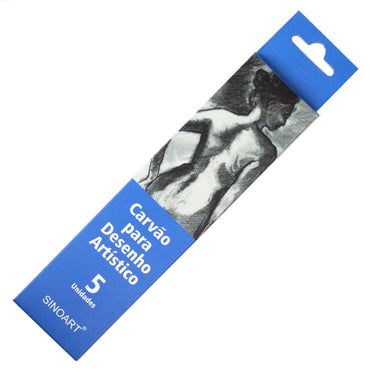 Carvão
para
Desenho
Artístico
5
Unidades
SINOART®